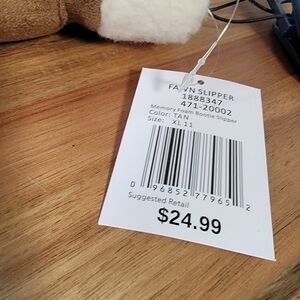 FAWN SLIPPER
1888347
471-20002
Memory Foam Bootie Slipper
Color: TAN
Size: XL 11
0 96852 77965 2
Suggested Retail
$24.99